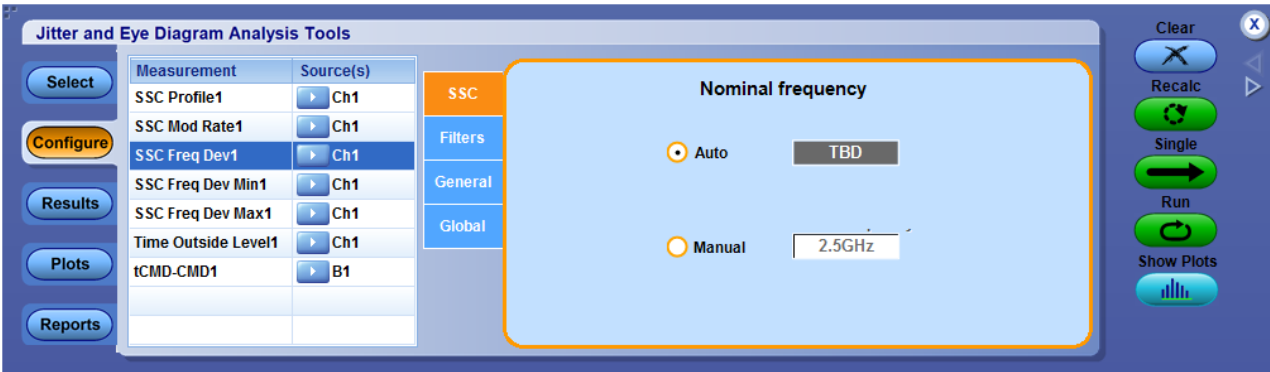 Jitter and Eye Diagram Analysis Tools
Select
Configure
Results
Plots
Reports
Measurement Source(s)
SSC Profile1 Ch1
SSC Mod Rate1 Ch1
SSC Freq Dev1 Ch1
SSC Freq Dev Min1 Ch1
SSC Freq Dev Max1 Ch1
Time Outside Level1 Ch1
tCMD-CMD1 B1
SSC
Filters
General
Global
Nominal frequency
Auto TBD
Manual 2.5GHz
Clear
X
Recalc
Single
Run
Show Plots